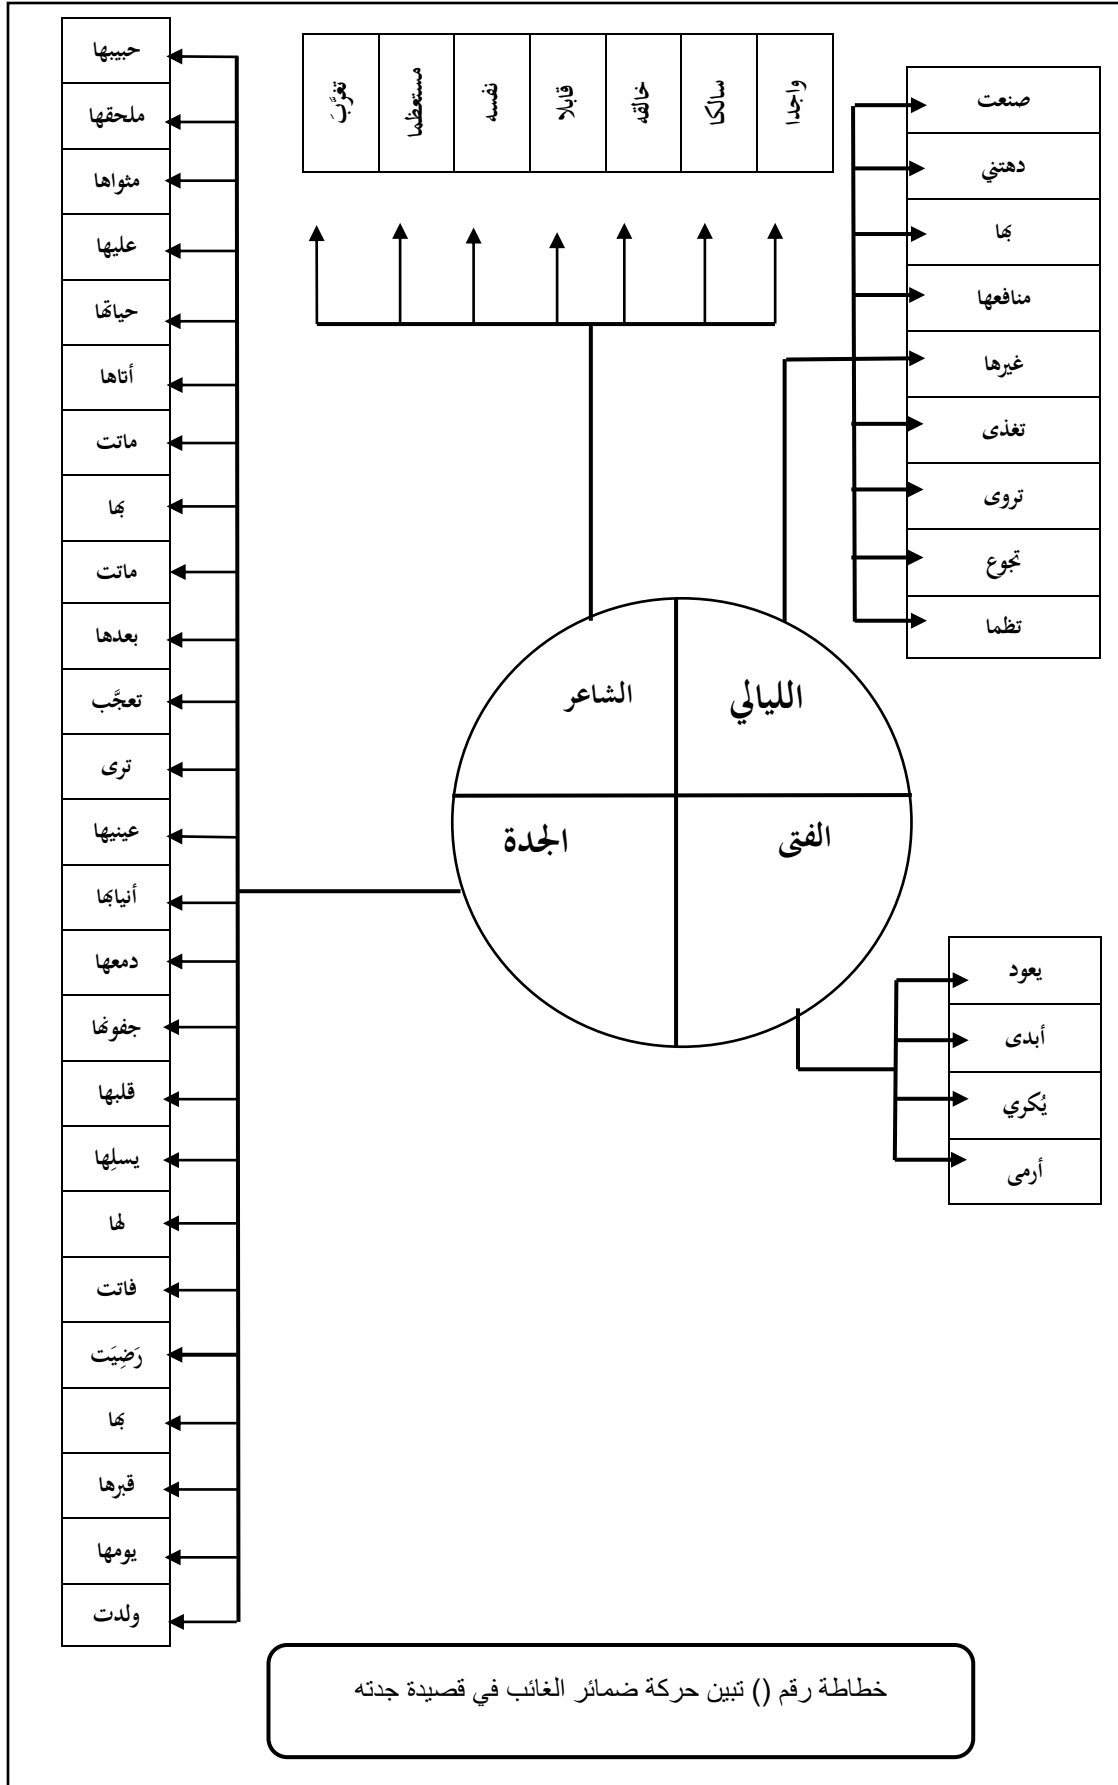 واجدا
سالكا
خالقه
قابلا
نفسه
مستعظما
تغرَّبَ
صنعت
دهتني
بها
منافعها
غيرها
تغذى
تروى
تجوع
تظما
حبيبها
ملحقها
مثواها
عليها
حياتها
أتاها
ماتت
بها
ماتت
بعدها
تعجَّب
ترى
عينيها
أنيابها
دمعها
جفونها
قلبها
يسلِها
لها
فاتت
رَضِيَت
بها
قبرها
يومها
ولدت
الليالي
الشاعر
الفتى
الجدة
يعود
أبدى
يُكري
أرمى
خطاطة رقم () تبين حركة ضمائر الغائب في قصيدة جدته